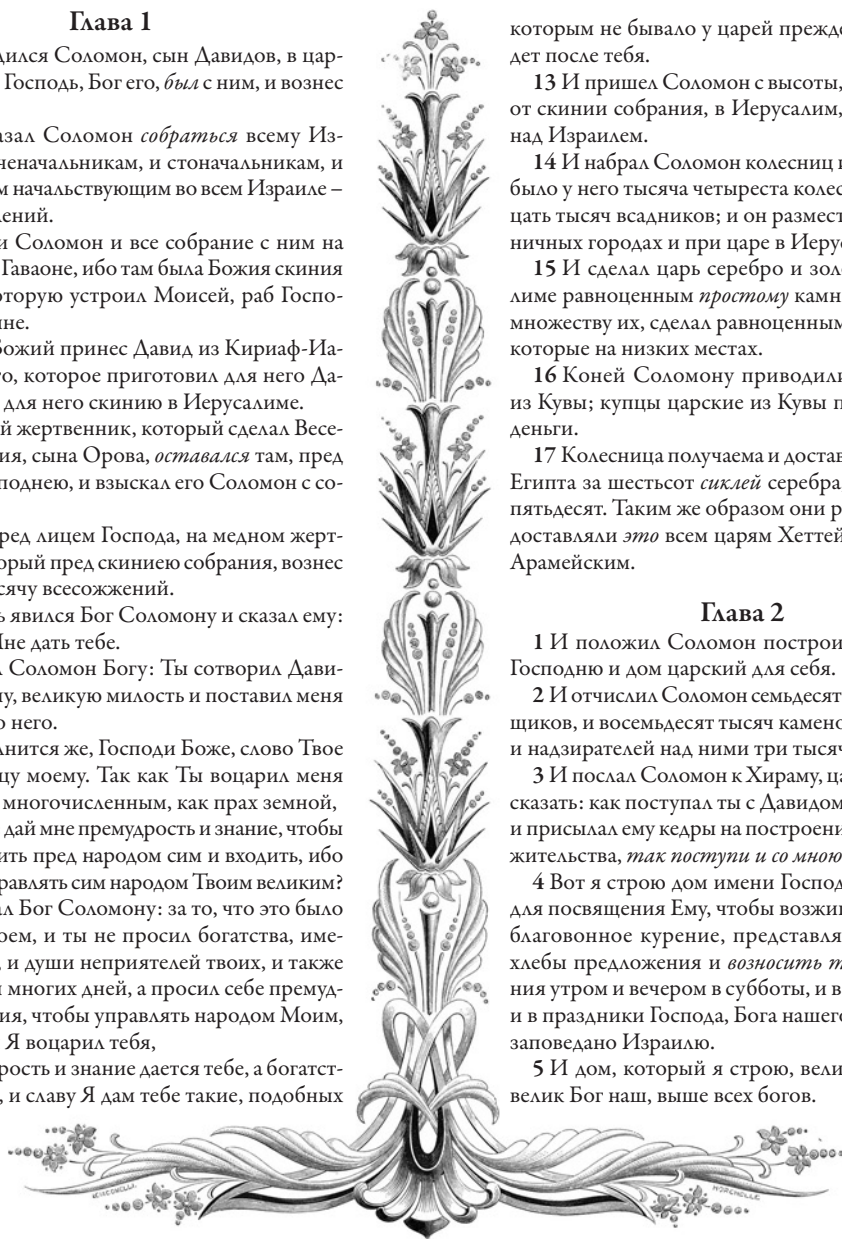 Глава 1
дился Соломон, сын Давидов, в цар-
Господь, Бог его, был с ним, и вознес
азал Соломон собраться всему Из-
ченачальникам, и стоначальникам, и
м начальствующим во всем Израиле –
лений.
и Соломон и все собрание с ним на
Гаваоне, ибо там была Божия скиния
оторую устроил Моисей, раб Госпо-
ыне.
Божий принес Давид из Кириаф-Иа-
то, которое приготовил для него Да-
для него скинию в Иерусалиме.
й жертвенник, который сделал Весе-
ия, сына Орова, оставался там, пред
поднею, и взыскал его Соломон с со-
ред лицем Господа, на медном жерт-
орый пред скиниею собрания, вознес
сячу всесожжений.
ь явился Бог Соломону и сказал ему:
Мне дать тебе.
л Соломон Богу: Ты сотворил Дави-
му, великую милость и поставил меня
о него.
лнится же, Господи Боже, слово Твое
цу моему. Так как Ты воцарил меня
многочисленным, как прах земной,
дай мне премудрость и знание, чтобы
ить пред народом сим и входить, ибо
равлять сим народом Твоим великим?
ал Бог Соломону: за то, что это было
оем, и ты не просил богатства, име-
, и души неприятелей твоих, и также
и многих дней, а просил себе премуд-
ния, чтобы управлять народом Моим,
Я воцарил тебя,
рость и знание дается тебе, а богатст-
, и славу Я дам тебе такие, подобных
которым не бывало у царей прежде
дет после тебя.
13 И пришел Соломон с высоты,
от скинии собрания, в Иерусалим,
над Израилем.
14 И набрал Соломон колесниц и
было у него тысяча четыреста колес
цать тысяч всадников; и он размест
ничных городах и при царе в Иерус
15 И сделал царь серебро и золо
лиме равноценным простому камн
множеству их, сделал равноценным
которые на низких местах.
16 Коней Соломону приводили
из Кувы; купцы царские из Кувы п
деньги.
17 Колесница получаема и достав
Египта за шестьсот сиклей серебра
пятьдесят. Таким же образом они р
доставляли это всем царям Хеттей
Арамейским.
Глава 2
1 И положил Соломон построи
Господню и дом царский для себя.
2 И отчислил Соломон семьдесят
щиков, и восемьдесят тысяч камено
и надзирателей над ними три тысяч
3 И послал Соломон к Хираму, ца
сказать: как поступал ты с Давидом
и присылал ему кедры на построени
жительства, так поступи и со мною
4 Вот я строю дом имени Господ
для посвящения Ему, чтобы возжи
благовонное курение, представля
хлебы предложения и возносить т
ния утром и вечером в субботы, и в
и в праздники Господа, Бога нашего
заповедано Израилю.
5 И дом, который я строю, вели
велик Бог наш, выше всех богов.